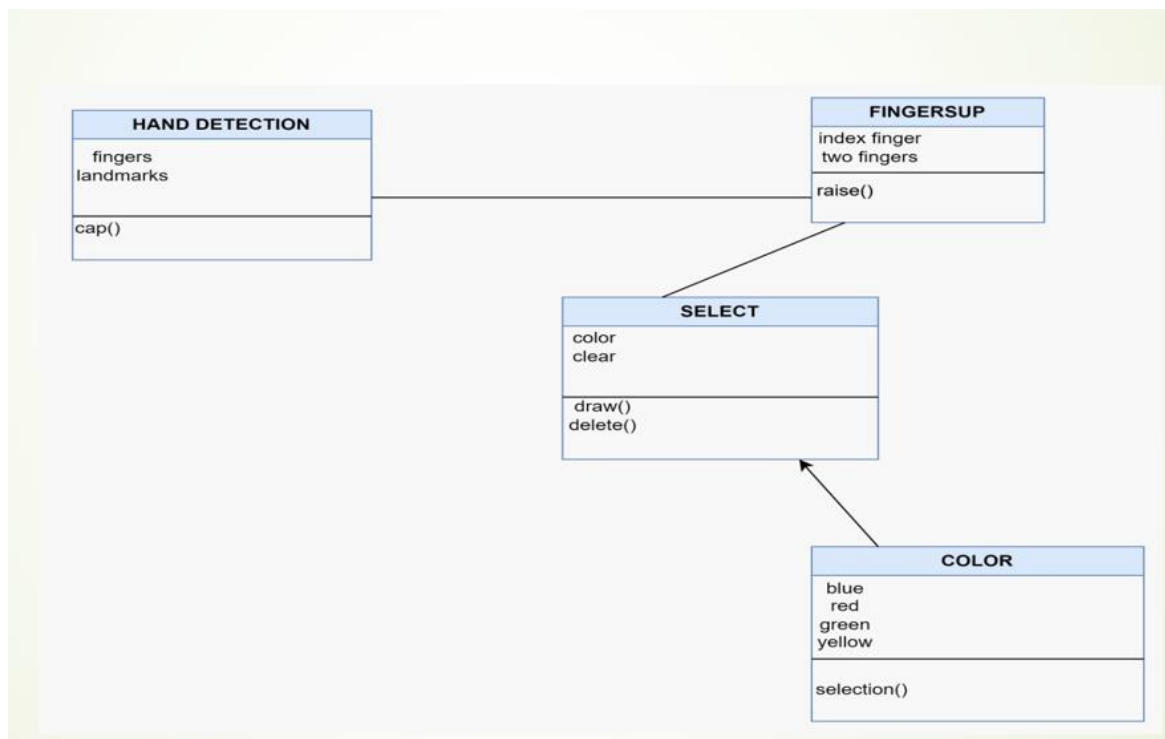 HAND DETECTION
fingers
landmarks
cap()
FINGERSUP
index finger
two fingers
raise()
SELECT
color
clear
draw()
delete()
COLOR
blue
red
green
yellow
selection()